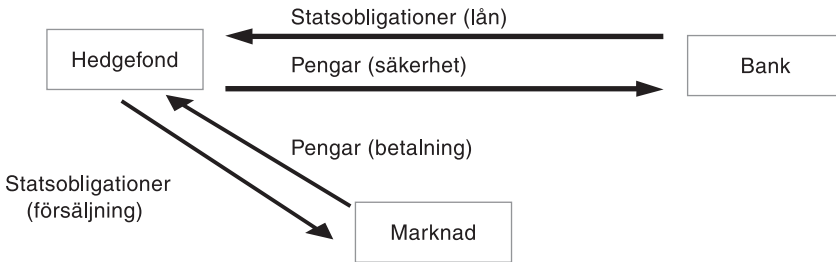 Statsobligationer (lån)
Hedgefond
Pengar (säkerhet)
Bank
Pengar (betalning)
Statsobligationer
(försäljning)
Marknad